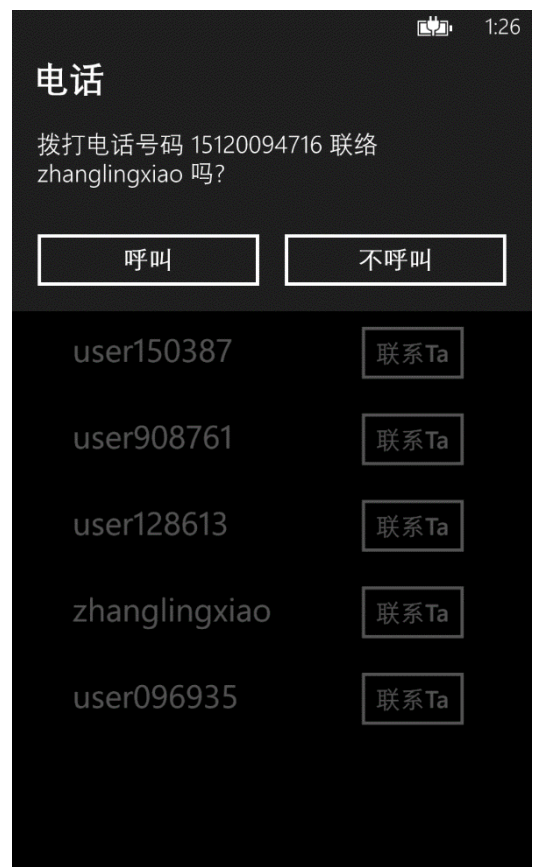 1:26
电话
拨打电话号码 15120094716 联络
zhanglingxiao 吗?
呼叫 不呼叫
user150387 联系Ta
user908761 联系Ta
user128613 联系Ta
zhanglingxiao 联系Ta
user096935 联系Ta